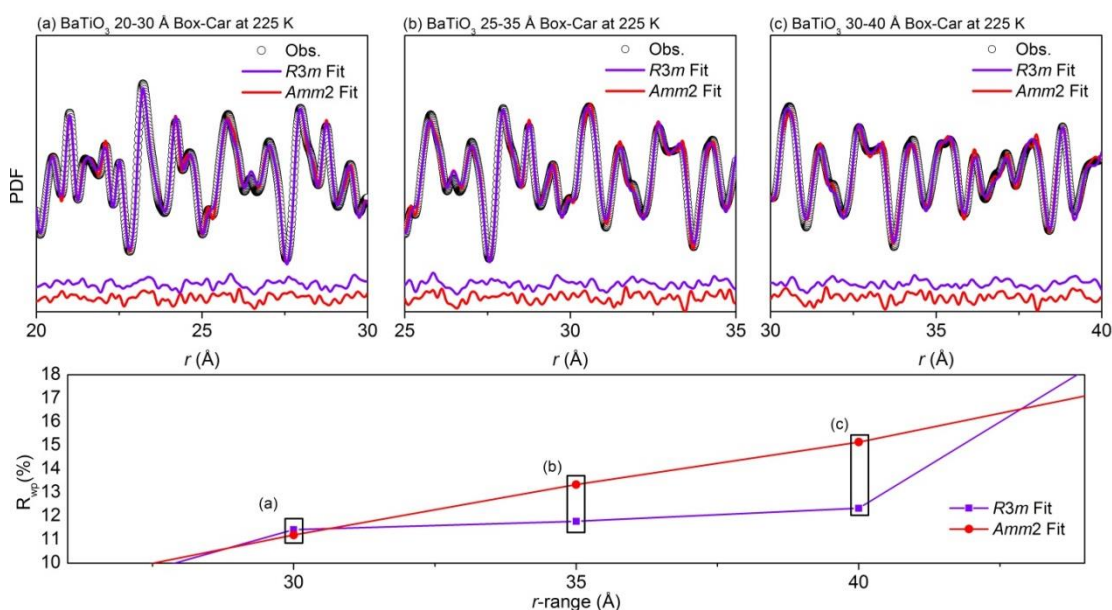 (a) BaTiO₃ 20-30 Å Box-Car at 225 K
Obs.
R3m Fit
Amm2 Fit
PDF
20 25 30
r (Å)
(b) BaTiO₃ 25-35 Å Box-Car at 225 K
Obs.
R3m Fit
Amm2 Fit
25 30 35
r (Å)
(c) BaTiO₃ 30-40 Å Box-Car at 225 K
Obs.
R3m Fit
Amm2 Fit
30 35 40
r (Å)
18
17
16
15
14
13
12
11
10
Rwp(%)
(a)
(b)
(c)
R3m Fit
Amm2 Fit
30 35 40
r-range (Å)